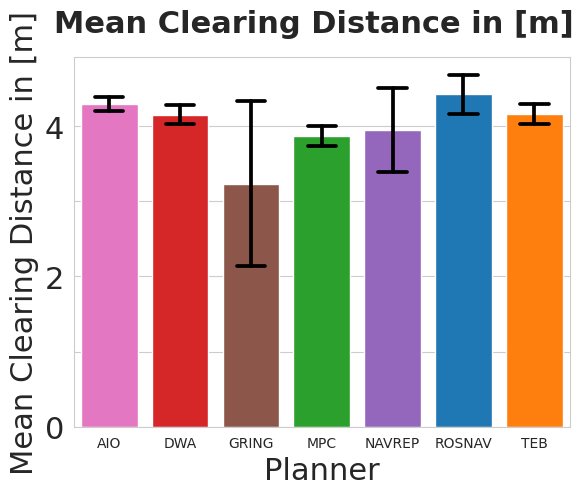 Mean Clearing Distance in [m]
Mean Clearing Distance in [m]
4
2
0
AIO DWA GRING MPC NAVREP ROSNAV TEB
Planner